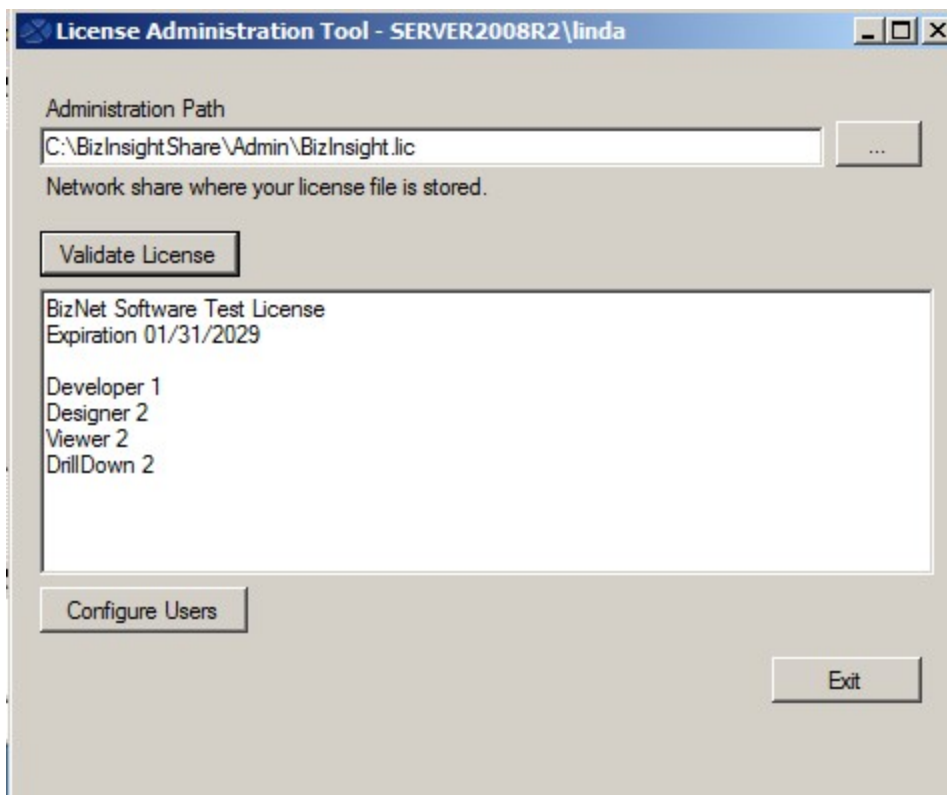 License Administration Tool - SERVER2008R2\linda
Administration Path
C:\BizInsightShare\Admin\BizInsight.lic
...
Network share where your license file is stored.
Validate License
BizNet Software Test License
Expiration 01/31/2029
Developer 1
Designer 2
Viewer 2
DrillDown 2
Configure Users
Exit